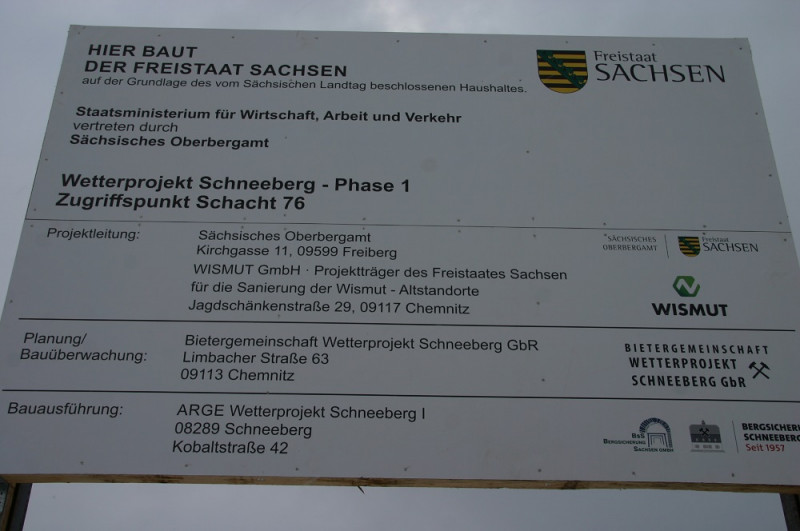 HIER BAUT
DER FREISTAAT SACHSEN
auf der Grundlage des vom Sächsischen Landtag beschlossenen Haushaltes.
Freistaat
SACHSEN
Staatsministerium für Wirtschaft, Arbeit und Verkehr
vertreten durch
Sächsisches Oberbergamt
Wetterprojekt Schneeberg - Phase 1
Zugriffspunkt Schacht 76
Projektleitung:
Sächsisches Oberbergamt
Kirchgasse 11, 09599 Freiberg
WISMUT GmbH · Projektträger des Freistaates Sachsen
für die Sanierung der Wismut - Altstandorte
Jagdschänkenstraße 29, 09117 Chemnitz
SÄCHSISCHES
OBERBERGAMT
Freistaat
SACHSEN
WISMUT
Planung/
Bauüberwachung:
Bietergemeinschaft Wetterprojekt Schneeberg GbR
Limbacher Straße 63
09113 Chemnitz
BIETERGEMEINSCHAFT
WETTERPROJEKT
SCHNEEBERG GbR
Bauausführung:
ARGE Wetterprojekt Schneeberg I
08289 Schneeberg
Kobaltstraße 42
BsS
BERGSICHERUNG
SACHSEN GMBH
BERGSICHERU
SCHNEEBERG
Seit 1957